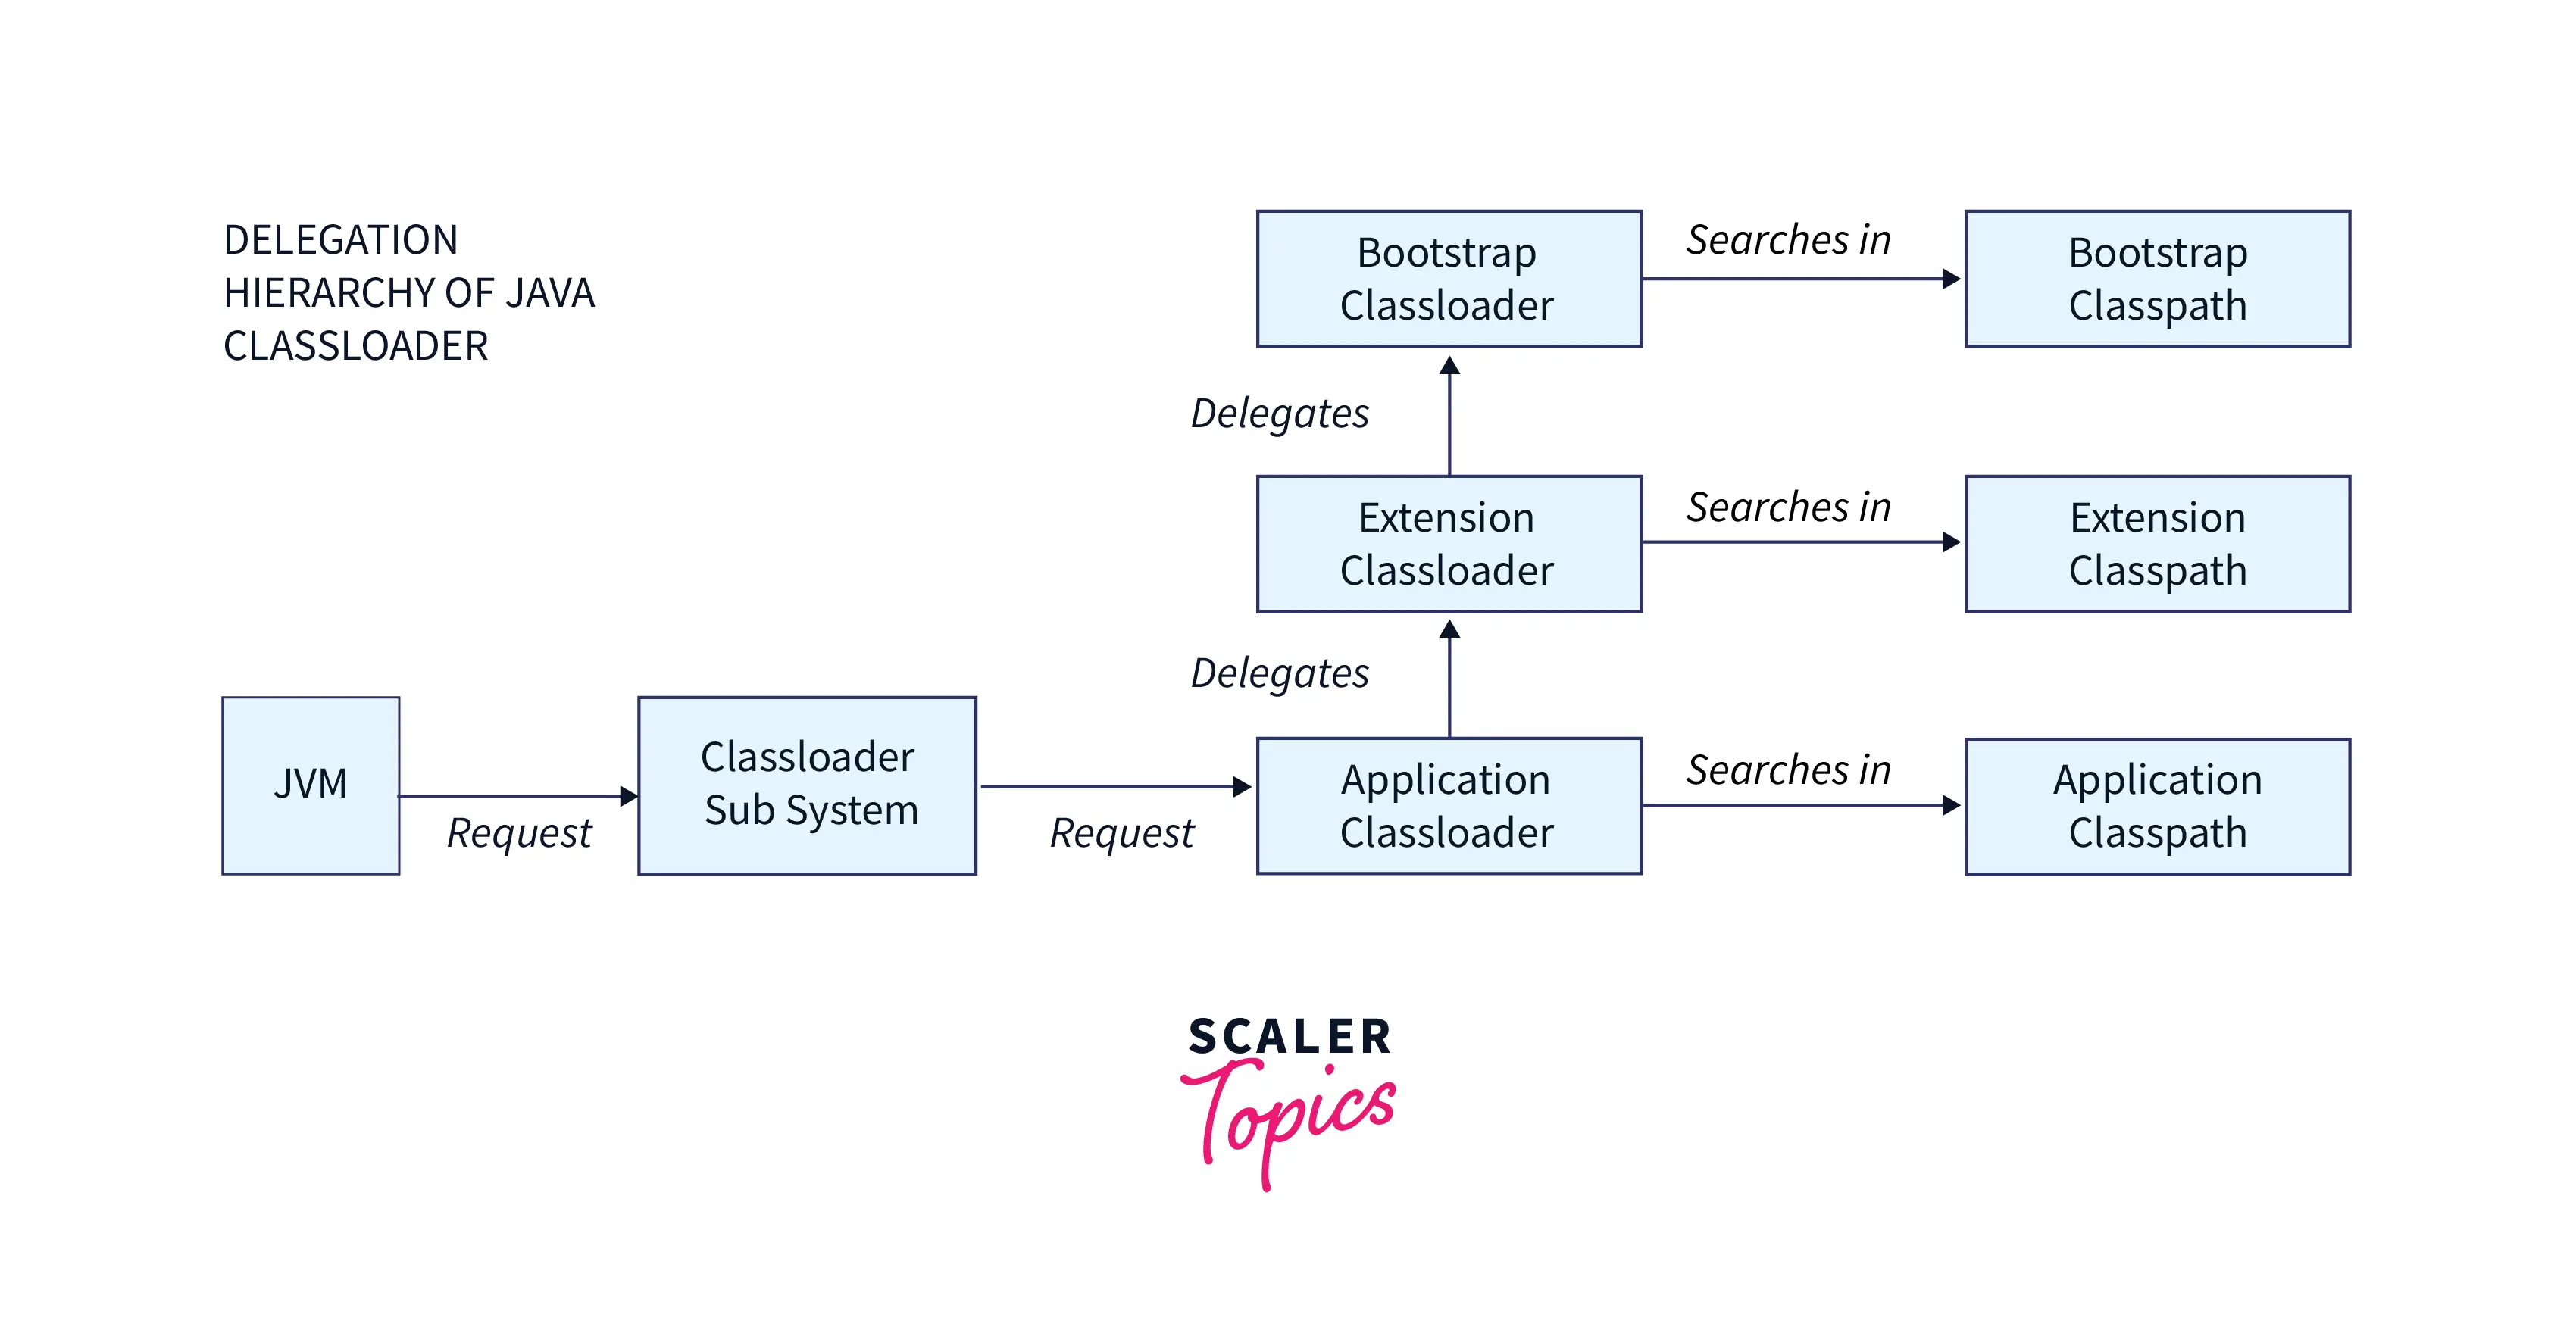 DELEGATION
HIERARCHY OF JAVA
CLASSLOADER
Bootstrap
Classloader
Searches in
Bootstrap
Classpath
Delegates
Extension
Classloader
Searches in
Extension
Classpath
Delegates
JVM
Request
Classloader
Sub System
Request
Application
Classloader
Searches in
Application
Classpath
SCALER
Topics